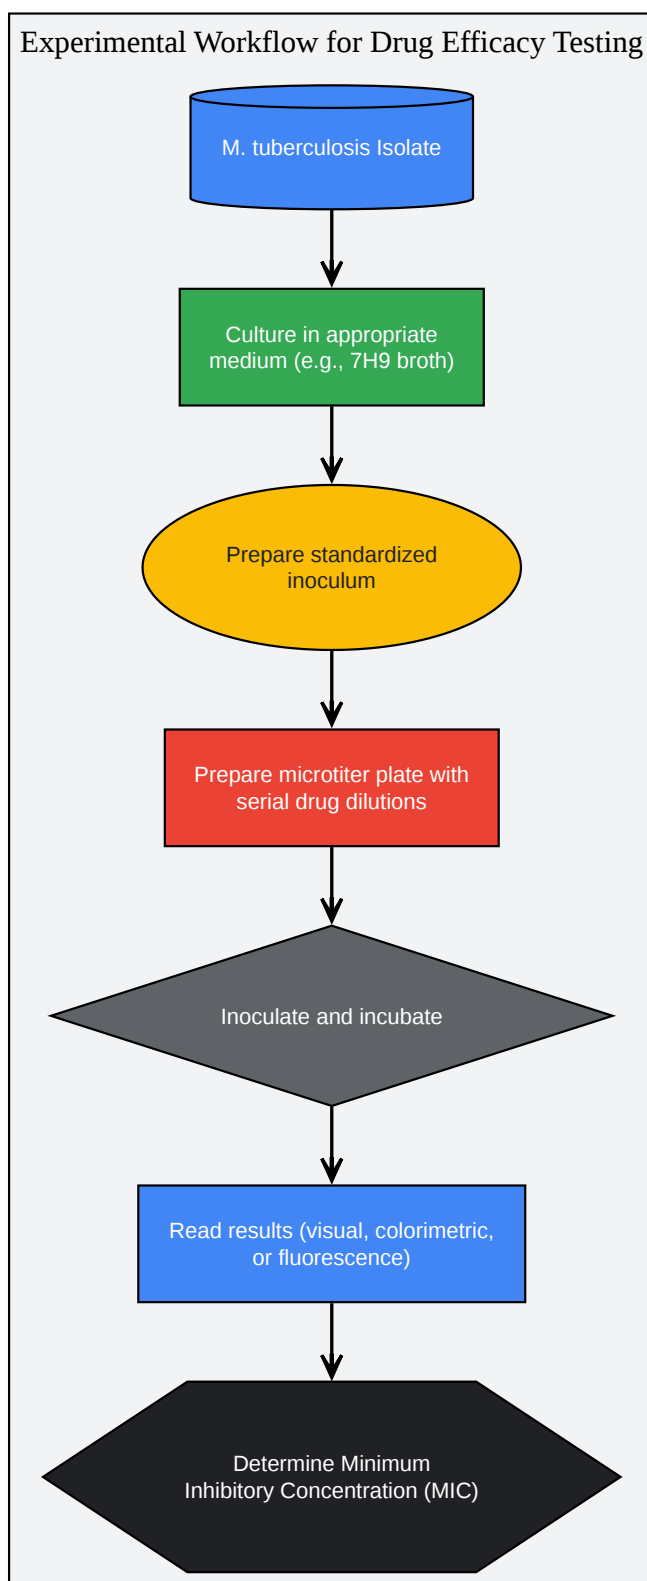 Experimental Workflow for Drug Efficacy Testing
M. tuberculosis Isolate
Culture in appropriate
medium (e.g., 7H9 broth)
Prepare standardized
inoculum
Prepare microtiter plate with
serial drug dilutions
Inoculate and incubate
Read results (visual, colorimetric,
or fluorescence)
Determine Minimum
Inhibitory Concentration (MIC)